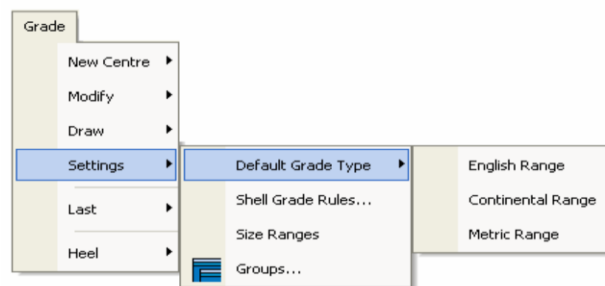 Grade
New Centre
Modify
Draw
Settings
Last
Heel
Default Grade Type
Shell Grade Rules...
Size Ranges
Groups...
English Range
Continental Range
Metric Range